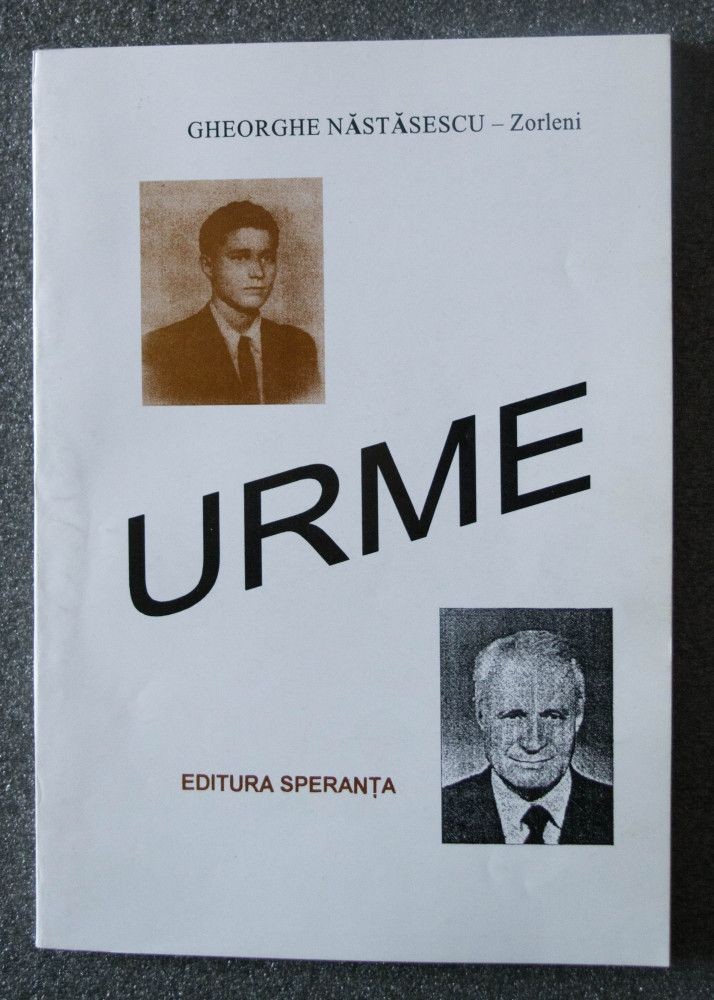 GHEORGHE NĂSTĂSESCU – Zorleni
URME
EDITURA SPERANȚA